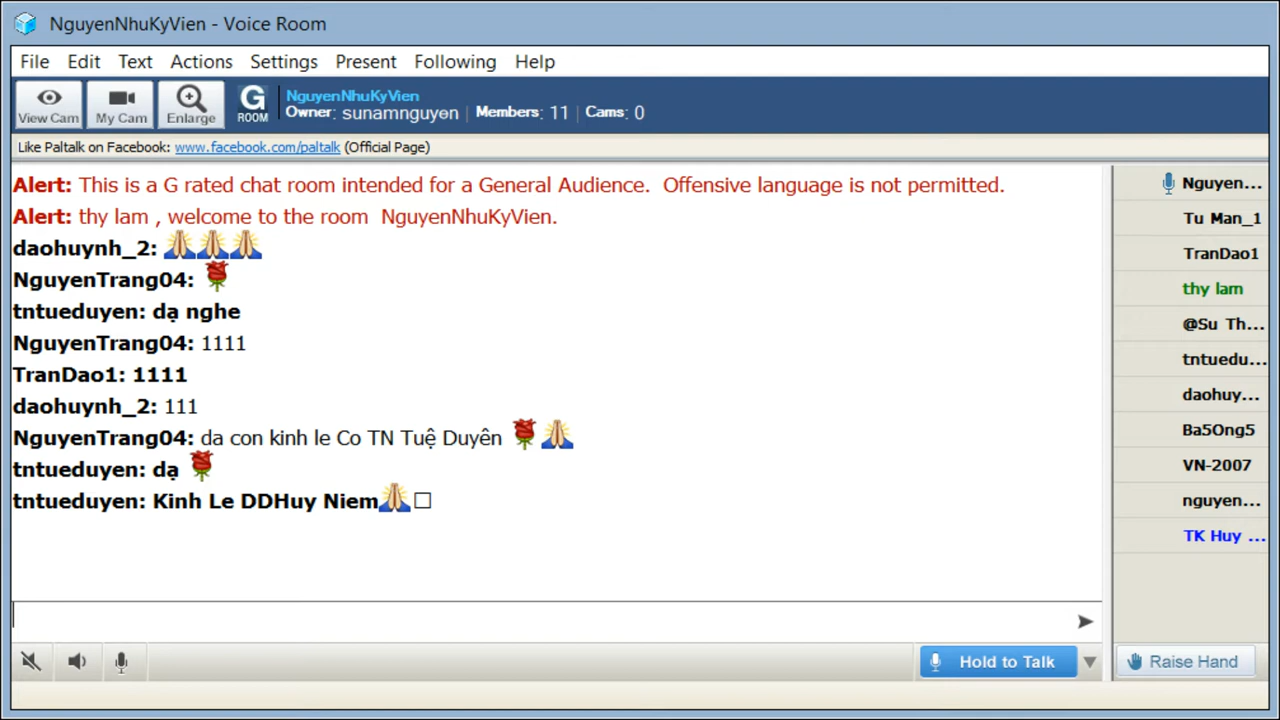 NguyenNhuKyVien - Voice Room
File Edit Text Actions Settings Present Following Help
View Cam My Cam Enlarge G ROOM
NguyenNhuKyVien
Owner: sunamnguyen Members: 11 Cams: 0
Like Paltalk on Facebook: www.facebook.com/paltalk (Official Page)
Alert: This is a G rated chat room intended for a General Audience. Offensive language is not permitted.
Alert: thy lam , welcome to the room NguyenNhuKyVien.
daohuynh_2: 🙏🙏🙏
NguyenTrang04: 🌹
tntueduyen: dạ nghe
NguyenTrang04: 1111
TranDao1: 1111
daohuynh_2: 111
NguyenTrang04: da con kinh le Co TN Tuệ Duyên 🌹🙏
tntueduyen: dạ 🌹
tntueduyen: Kinh Le DDHuy Niem🙏□
Nguyen...
Tu Man_1
TranDao1
thy lam
@Su Th...
tntuedu...
daohuy...
Ba5Ong5
VN-2007
nguyen...
TK Huy ...
Hold to Talk
Raise Hand